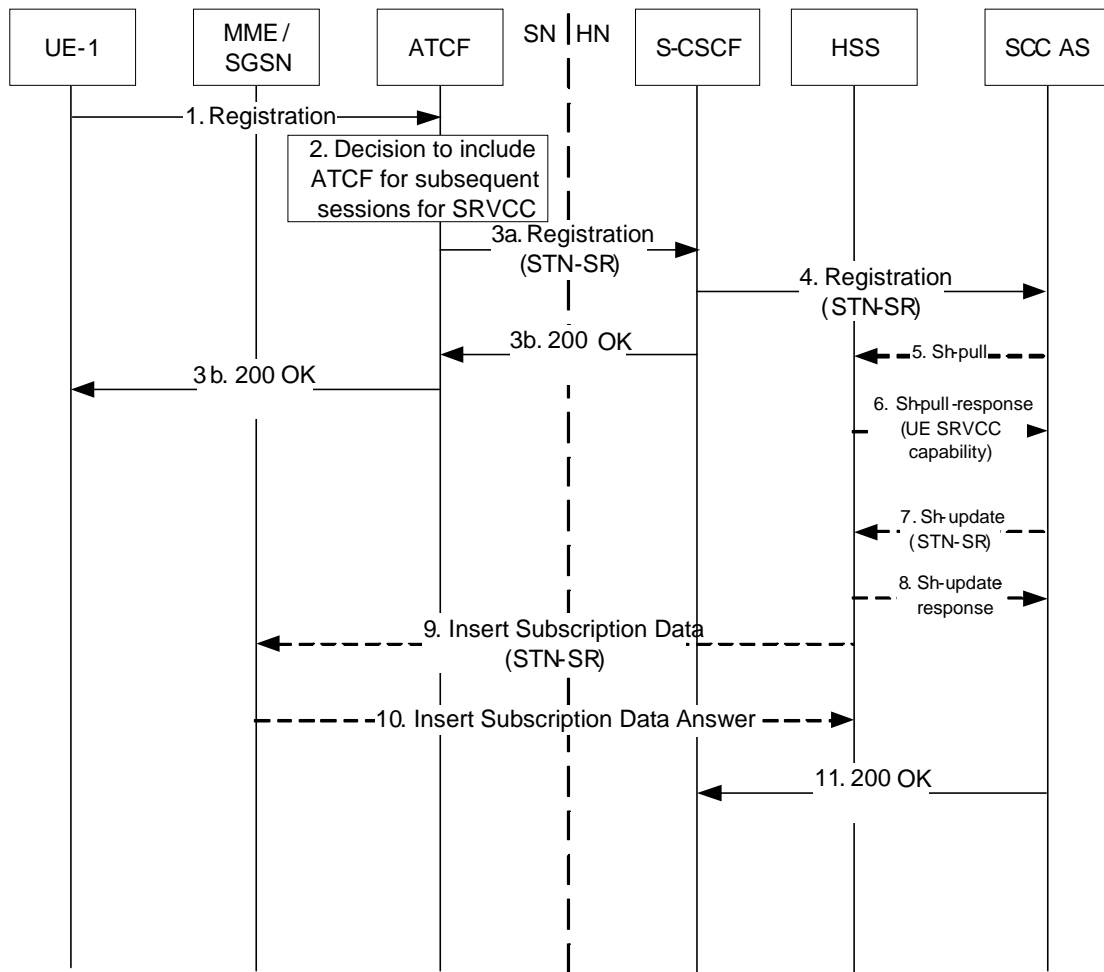 UE-1
MME /
SGSN
ATCF
SN
HN
S-CSCF
HSS
SCC AS
1. Registration
2. Decision to include
ATCF for subsequent
sessions for SRVCC
3a. Registration
(STN-SR)
4. Registration
(STN-SR)
3b. 200 OK
3b. 200 OK
5. Sh-pull
6. Sh-pull-response
(UE SRVCC
capability)
7. Sh-update
(STN-SR)
8. Sh-update
response
9. Insert Subscription Data
(STN-SR)
10. Insert Subscription Data Answer
11. 200 OK